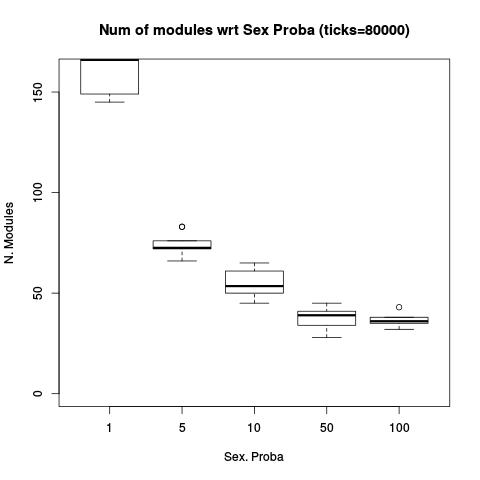 Num of modules wrt Sex Proba (ticks=80000)
N. Modules
150
100
50
0
1 5 10 50 100
Sex. Proba